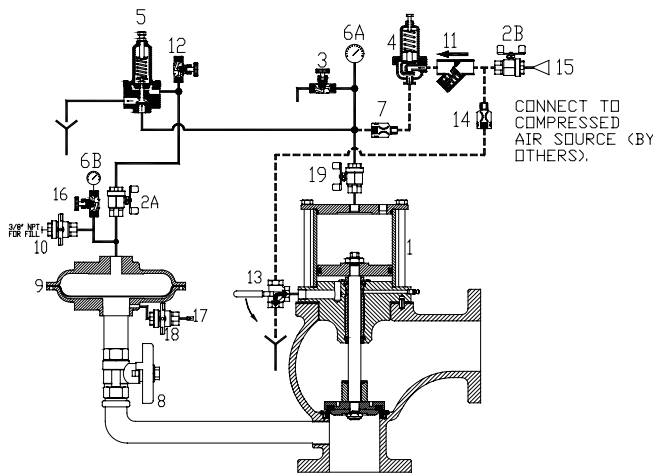 5
12
6A
3
4
11
2B
15
CONNECT TO
COMPRESSED
AIR SOURCE (BY
OTHERS).
7
14
6B
16
2A
19
3/8" NPT
FOR FILL
10
1
9
13
17
18
8